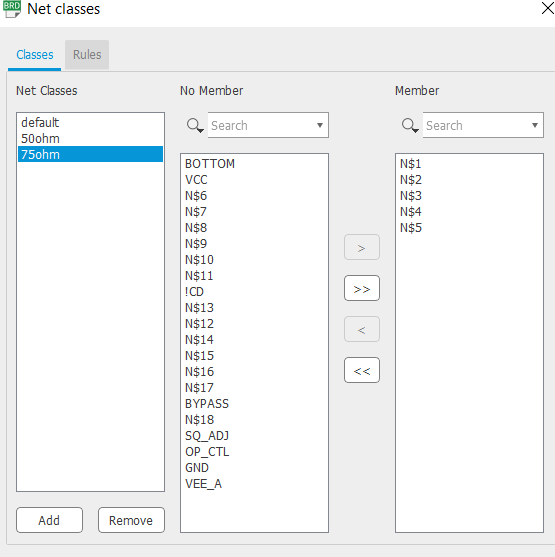 BRD Net classes
Classes Rules
Net Classes No Member Member
default
50ohm
75ohm
Search
BOTTOM
VCC
N$6
N$7
N$8
N$9
N$10
N$11
!CD
N$13
N$12
N$14
N$15
N$16
N$17
BYPASS
N$18
SQ_ADJ
OP_CTL
GND
VEE_A
>
>>
<
<<
Search
N$1
N$2
N$3
N$4
N$5
Add Remove